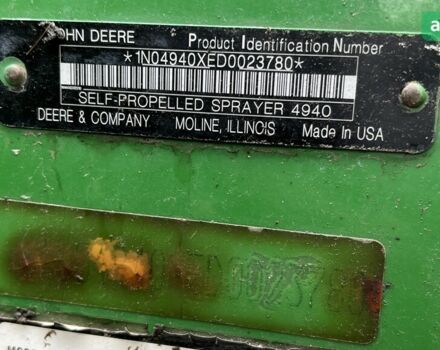 JOHN DEERE Product Identification Number
*1N04940XED0023780*
SELF-PROPELLED SPRAYER 4940
DEERE & COMPANY MOLINE, ILLINOIS Made In USA